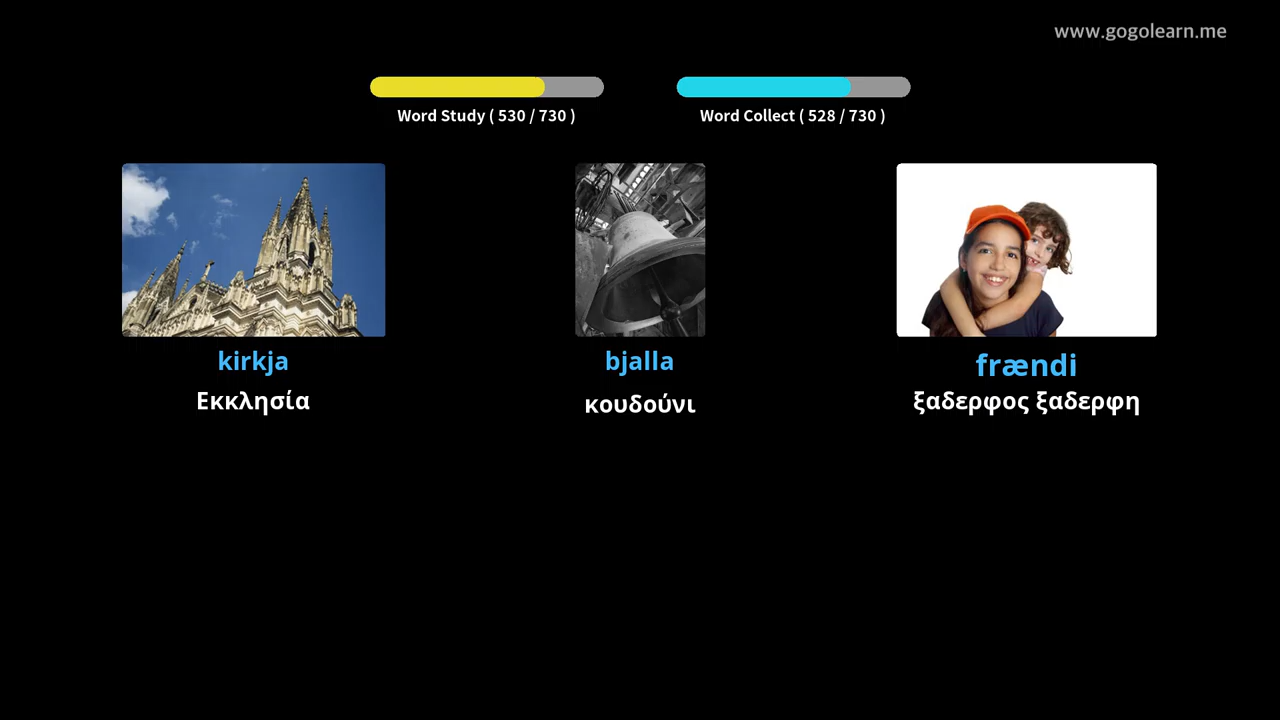 www.gogolearn.me
Word Study ( 530 / 730 )
Word Collect ( 528 / 730 )
kirkja
Εκκλησία
bjalla
κουδούνι
frændi
ξαδερφος ξαδερφη